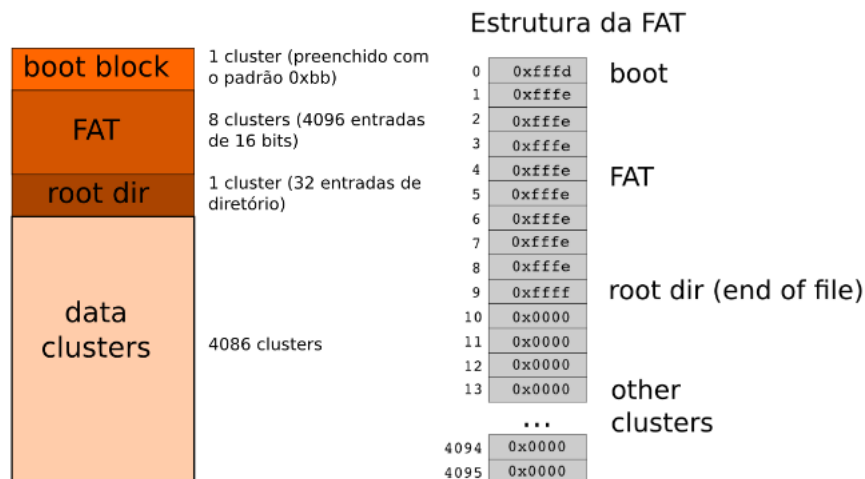 boot block
1 cluster (preenchido com
o padrão 0xbb)
FAT
8 clusters (4096 entradas
de 16 bits)
root dir
1 cluster (32 entradas de
diretório)
data
clusters
4086 clusters
Estrutura da FAT
0 0xfffd boot
1 0xfffe
2 0xfffe
3 0xfffe
4 0xfffe FAT
5 0xfffe
6 0xfffe
7 0xfffe
8 0xfffe
9 0xffff root dir (end of file)
10 0x0000
11 0x0000
12 0x0000
13 0x0000 other
... clusters
4094 0x0000
4095 0x0000